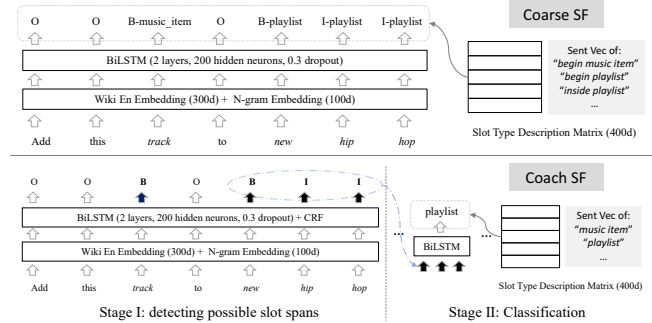 O O B-music_item O B-playlist I-playlist I-playlist
Coarse SF
BiLSTM (2 layers, 200 hidden neurons, 0.3 dropout)
Wiki En Embedding (300d) + N-gram Embedding (100d)
Add this track to new hip hop
Sent Vec of:
“begin music item”
“begin playlist”
“inside playlist”
...
Slot Type Description Matrix (400d)
O O B O B I I
BiLSTM (2 layers, 200 hidden neurons, 0.3 dropout) + CRF
Wiki En Embedding (300d) + N-gram Embedding (100d)
Add this track to new hip hop
Stage I: detecting possible slot spans
...
playlist
BiLSTM
...
Coach SF
Sent Vec of:
“music item”
“playlist”
...
Slot Type Description Matrix (400d)
Stage II: Classification